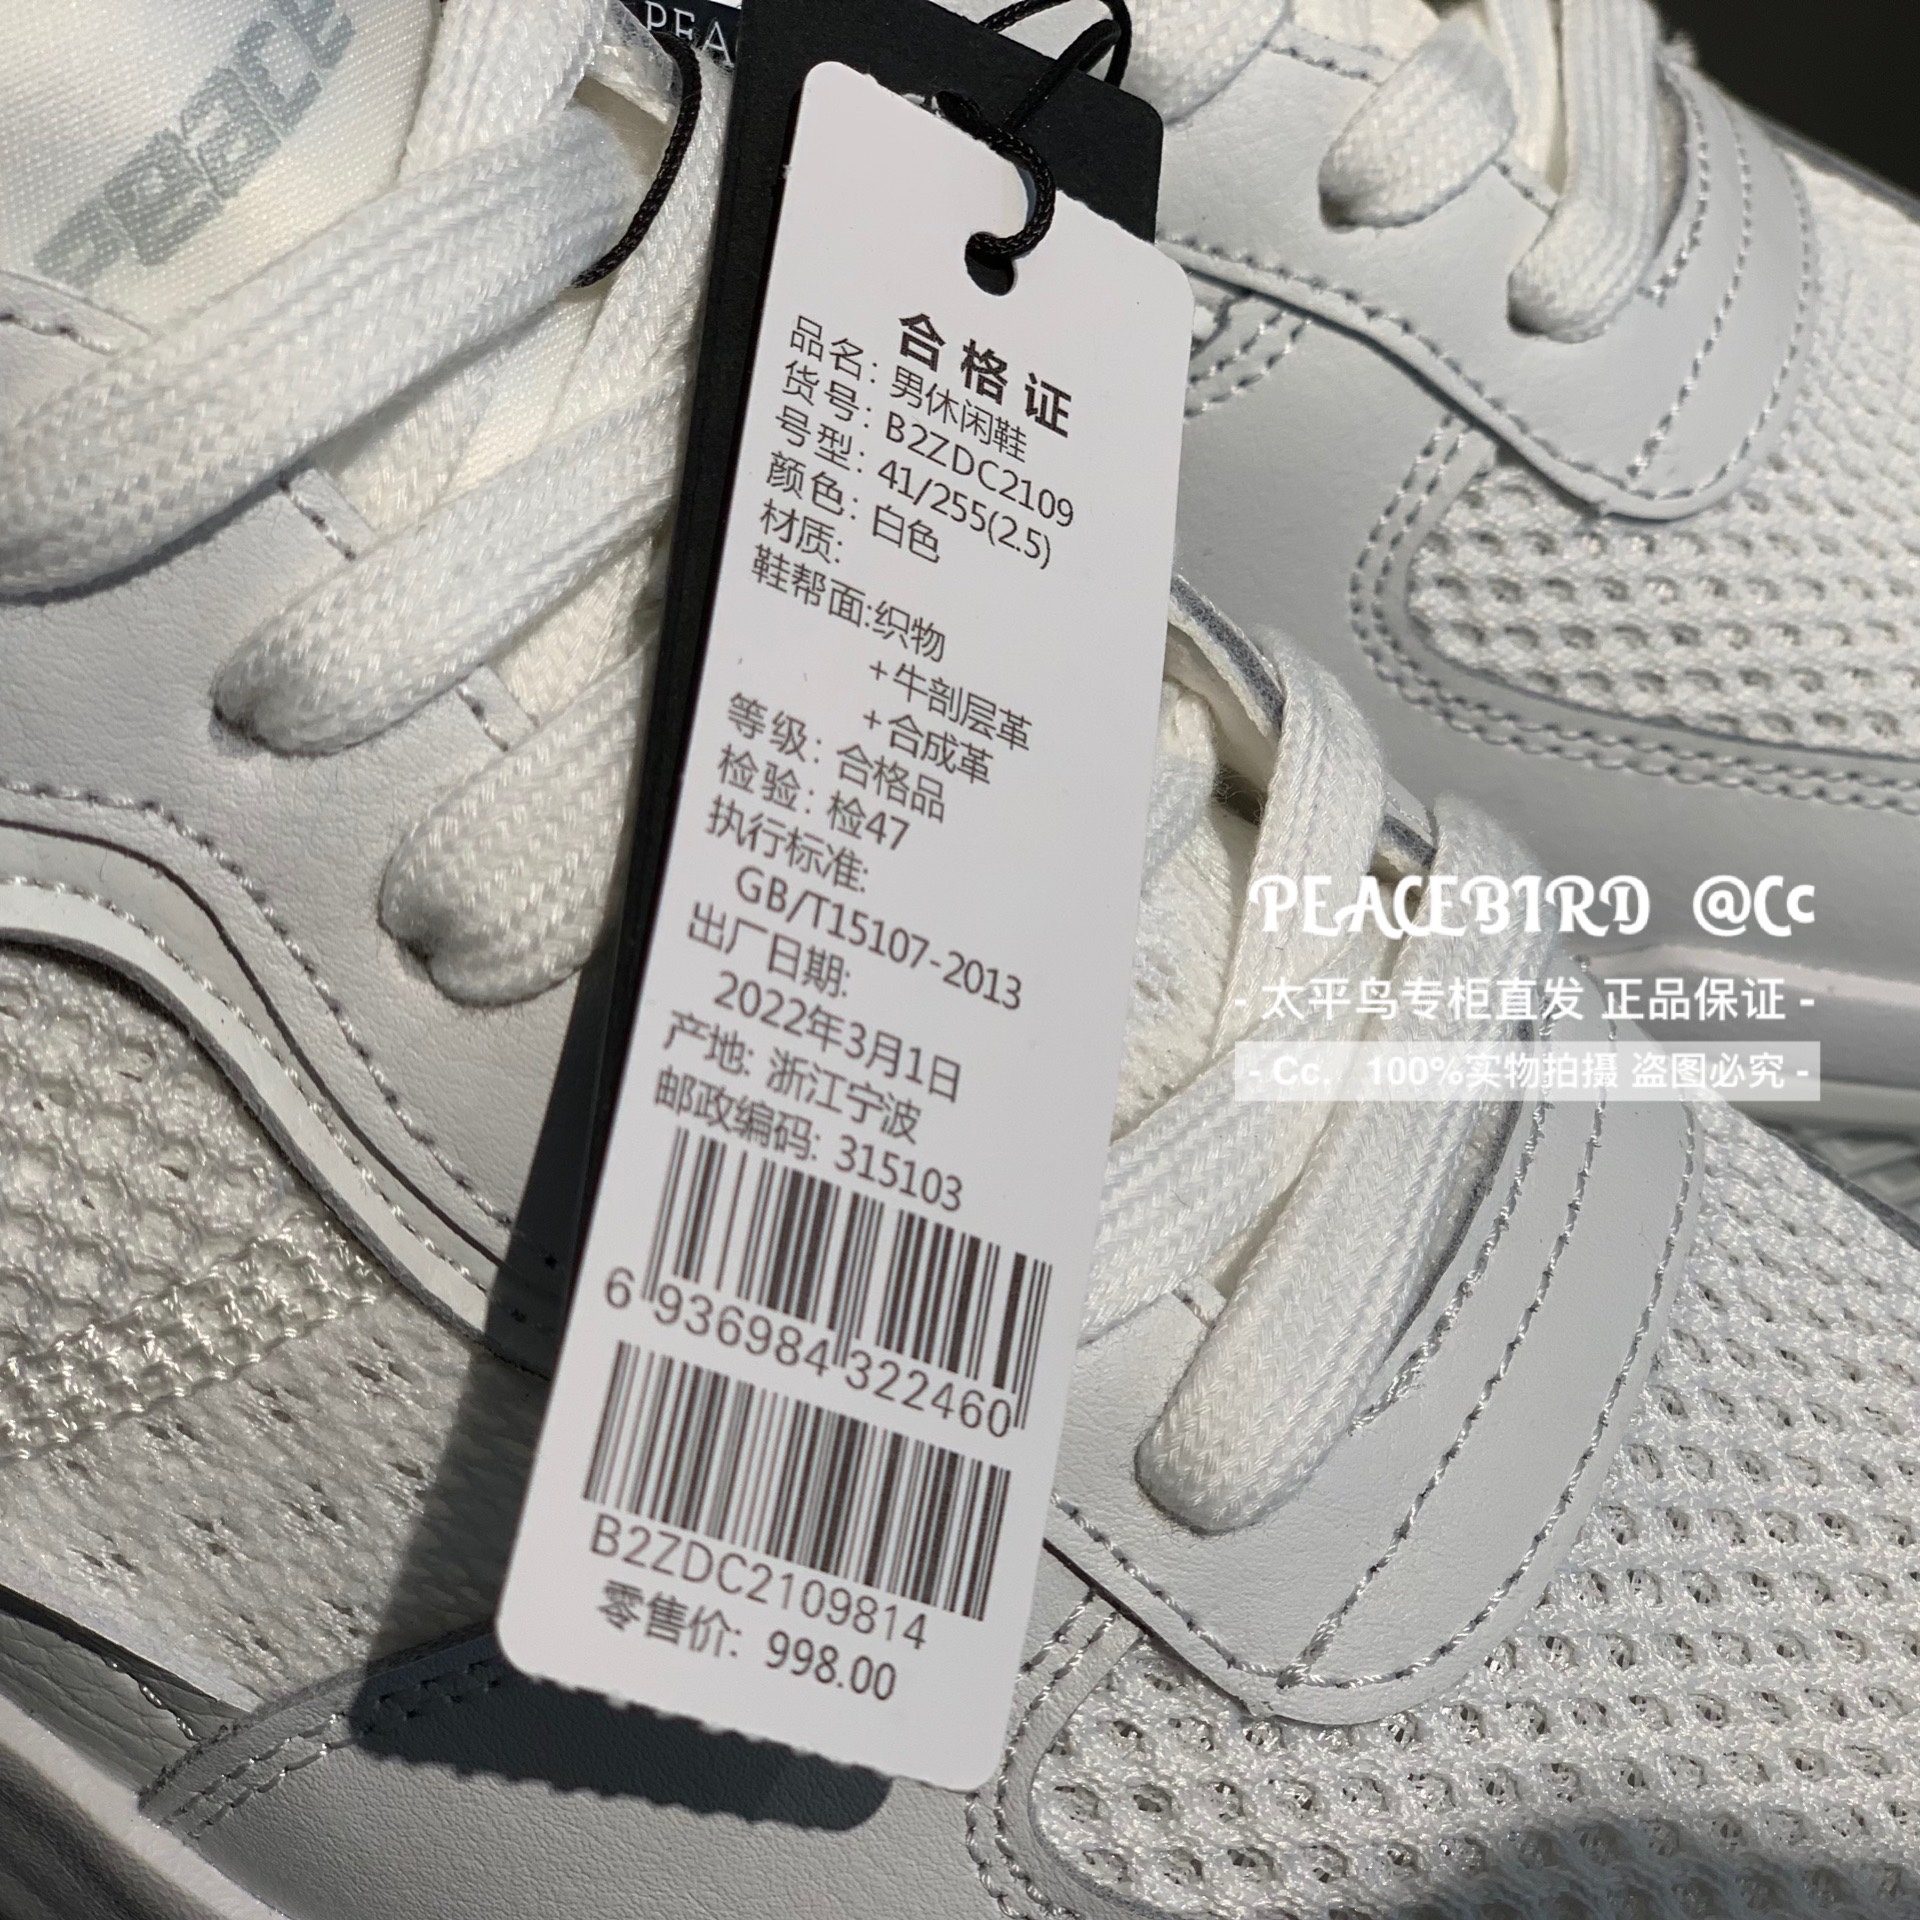 PEA
Peace
合格证
品名: 男休闲鞋
货号: B2ZDC2109
号型: 41/255(2.5)
颜色: 白色
材质:
鞋帮面:织物
+牛剖层革
+合成革
等级: 合格品
检验: 检47
执行标准:
GB/T15107-2013
出厂日期:
2022年3月1日
产地: 浙江宁波
邮政编码: 315103
6 936984 322460
B2ZDC2109814
零售价: 998.00
PEACEBIRD @Cc
- 太平鸟专柜直发 正品保证 -
- Cc. 100%实物拍摄 盗图必究 -